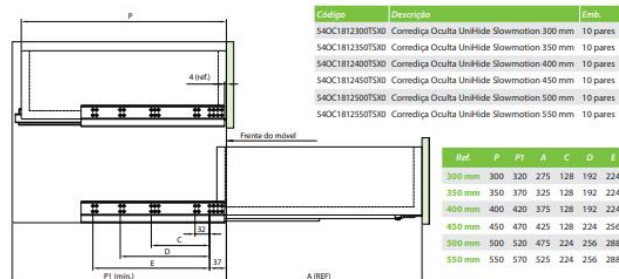 Código Descrição Emb.
54OC1812300TSX0 Corrediça Oculta UniHide Slowmotion 300 mm 10 pares
54OC1812350TSX0 Corrediça Oculta UniHide Slowmotion 350 mm 10 pares
54OC1812400TSX0 Corrediça Oculta UniHide Slowmotion 400 mm 10 pares
54OC1812450TSX0 Corrediça Oculta UniHide Slowmotion 450 mm 10 pares
54OC1812500TSX0 Corrediça Oculta UniHide Slowmotion 500 mm 10 pares
54OC1812550TSX0 Corrediça Oculta UniHide Slowmotion 550 mm 10 pares
P
4 (ref.)
Frente do móvel
32
C
D
E
37
P1 (mín.)
A (REF)
Ref. P P1 A C D E
300 mm 300 320 275 128 192 224
350 mm 350 370 325 128 192 224
400 mm 400 420 375 128 192 224
450 mm 450 470 425 128 224 256
500 mm 500 520 475 224 256 288
550 mm 550 570 525 224 256 288